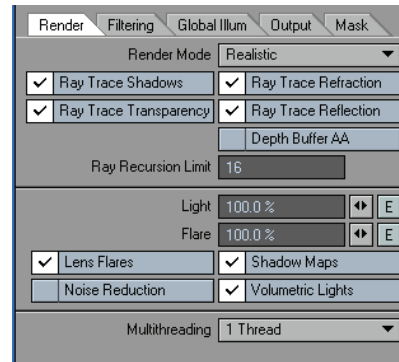 Render Filtering Global Illum Output Mask
Render Mode Realistic
Ray Trace Shadows Ray Trace Refraction
Ray Trace Transparency Ray Trace Reflection
Depth Buffer AA
Ray Recursion Limit 16
Light 100.0 % E
Flare 100.0 % E
Lens Flares Shadow Maps
Noise Reduction Volumetric Lights
Multithreading 1 Thread